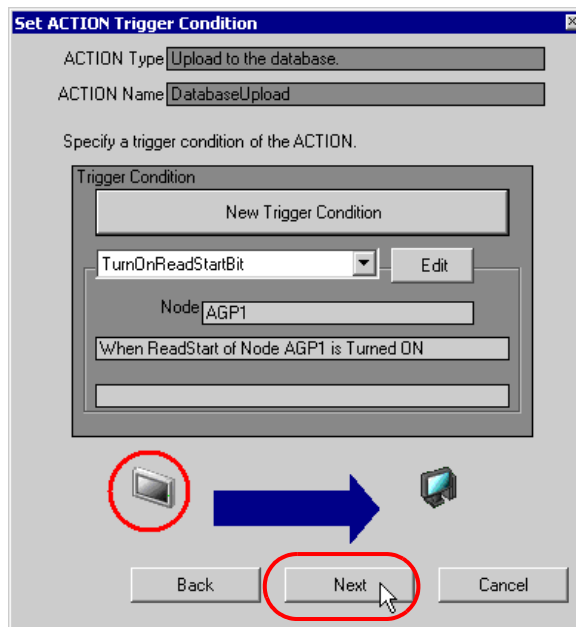 Set ACTION Trigger Condition
ACTION Type Upload to the database.
ACTION Name DatabaseUpload
Specify a trigger condition of the ACTION.
Trigger Condition
New Trigger Condition
TurnOnReadStartBit Edit
Node AGP1
When ReadStart of Node AGP1 is Turned ON
Back Next Cancel